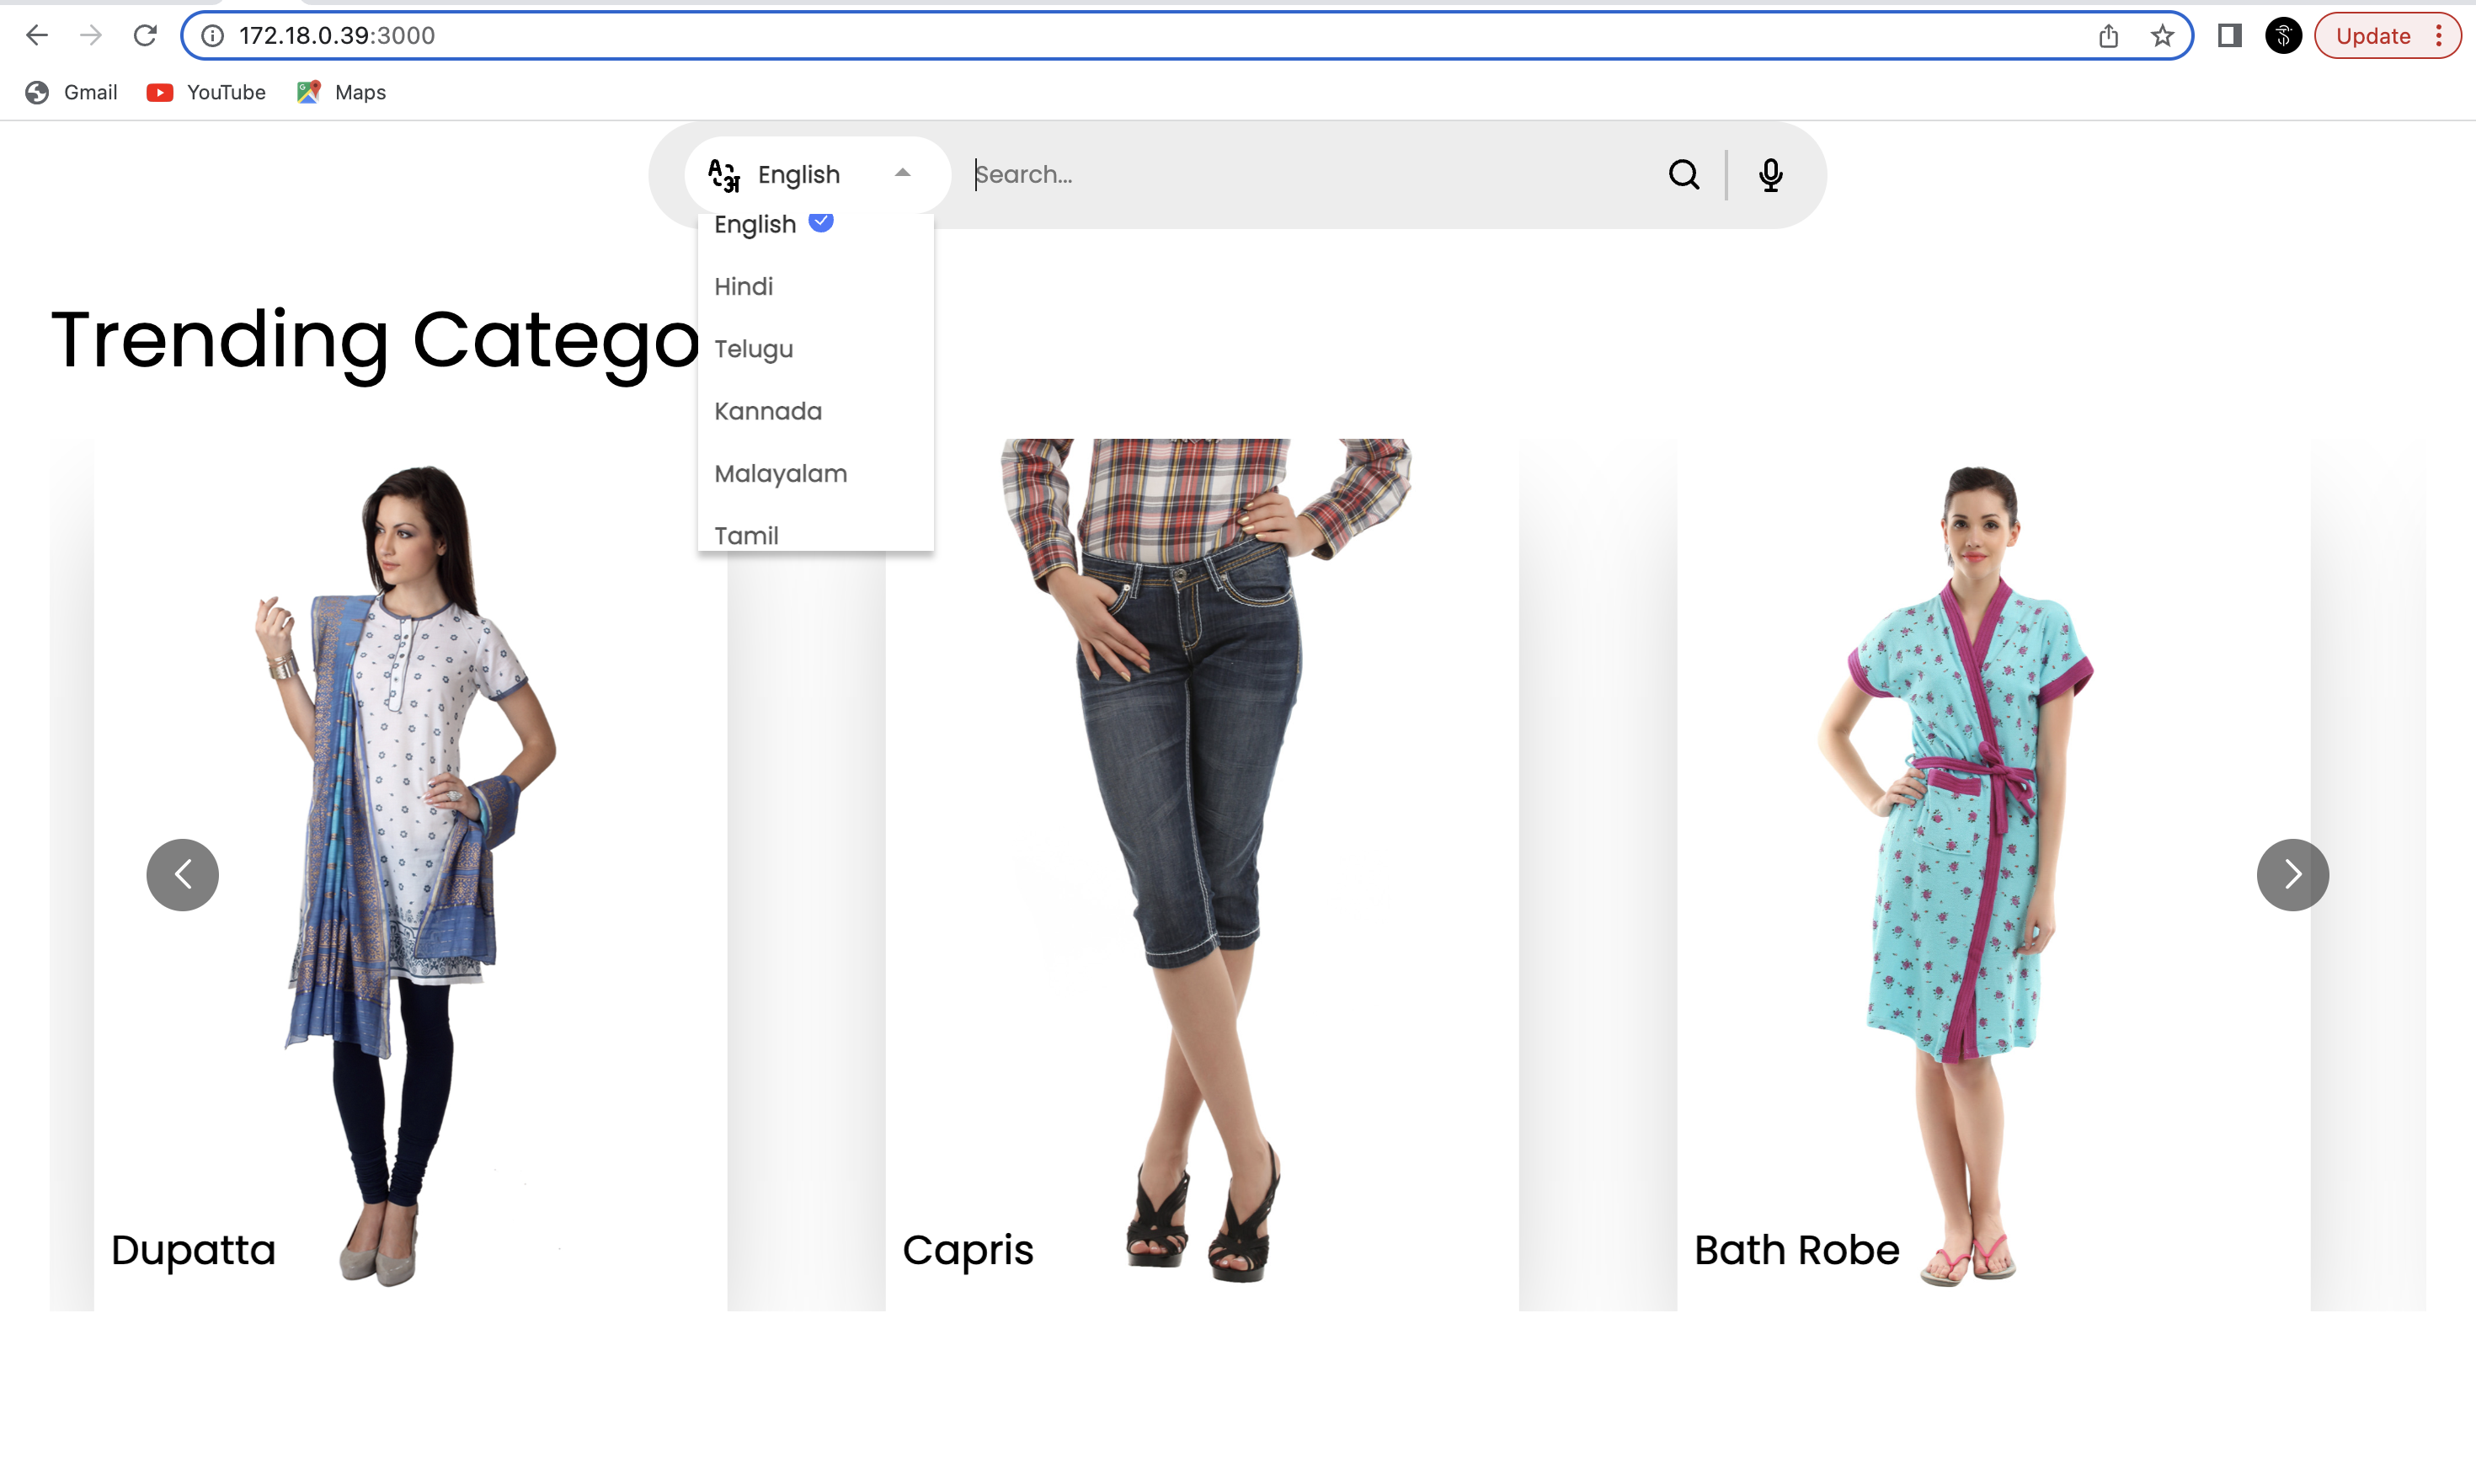 172.18.0.39:3000
Update
Gmail YouTube Maps
A अ English Search...
English
Hindi
Telugu
Kannada
Malayalam
Tamil
Trending Catego
Dupatta Capris Bath Robe